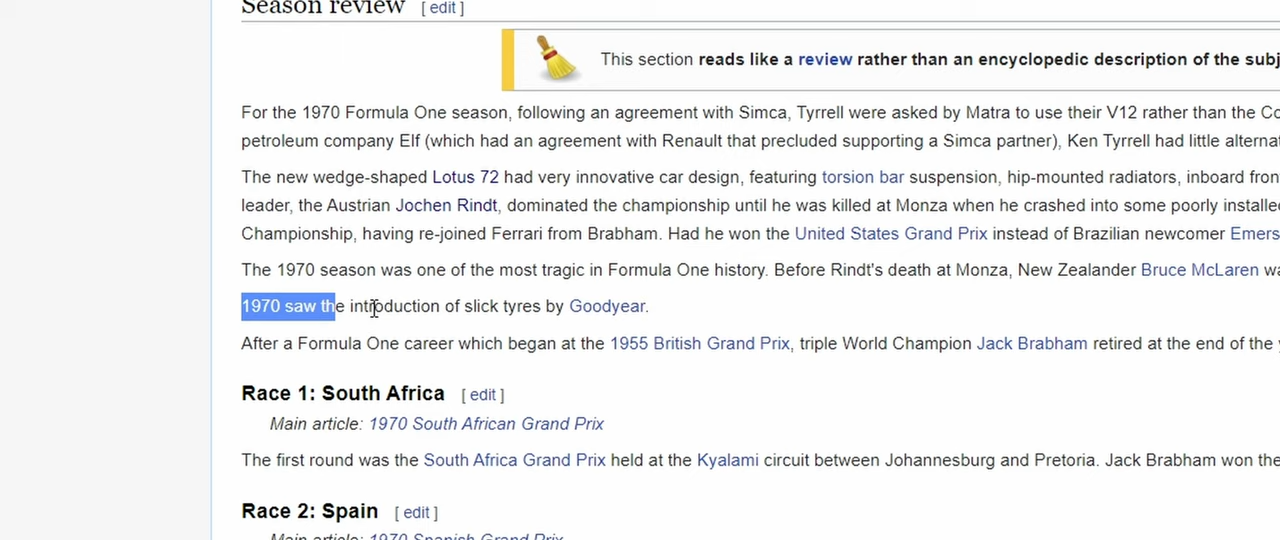 Season review [ edit ]
This section reads like a review rather than an encyclopedic description of the subj
For the 1970 Formula One season, following an agreement with Simca, Tyrrell were asked by Matra to use their V12 rather than the Co
petroleum company Elf (which had an agreement with Renault that precluded supporting a Simca partner), Ken Tyrrell had little alterna
The new wedge-shaped Lotus 72 had very innovative car design, featuring torsion bar suspension, hip-mounted radiators, inboard fron
leader, the Austrian Jochen Rindt, dominated the championship until he was killed at Monza when he crashed into some poorly installe
Championship, having re-joined Ferrari from Brabham. Had he won the United States Grand Prix instead of Brazilian newcomer Emers
The 1970 season was one of the most tragic in Formula One history. Before Rindt's death at Monza, New Zealander Bruce McLaren wa
1970 saw the introduction of slick tyres by Goodyear.
After a Formula One career which began at the 1955 British Grand Prix, triple World Champion Jack Brabham retired at the end of the y
Race 1: South Africa [ edit ]
Main article: 1970 South African Grand Prix
The first round was the South Africa Grand Prix held at the Kyalami circuit between Johannesburg and Pretoria. Jack Brabham won the
Race 2: Spain [ edit ]
Main article: 1970 Spanish Grand Prix